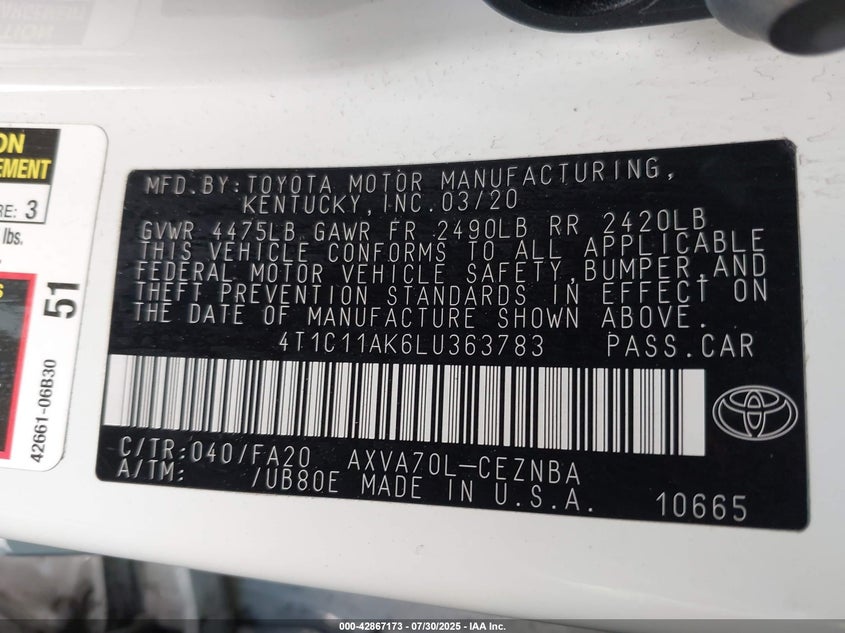 ON
EMENT
RE: 3
lbs.
S
51
42661-06B30
MFD.BY:TOYOTA MOTOR MANUFACTURING,
KENTUCKY,INC.03/20
GVWR 4475LB GAWR FR 2490LB RR 2420LB
THIS VEHICLE CONFORMS TO ALL APPLICABLE
FEDERAL MOTOR VEHICLE SAFETY,BUMPER,AND
THEFT PREVENTION STANDARDS IN EFFECT ON
THE DATE OF MANUFACTURE SHOWN ABOVE.
4T1C11AK6LU363783 PASS.CAR
C/TR:040/FA20 AXVA70L-CEZNBA
A/TM: /UB80E MADE IN U.S.A.
10665
000-42867173 - 07/30/2025 - IAA Inc.